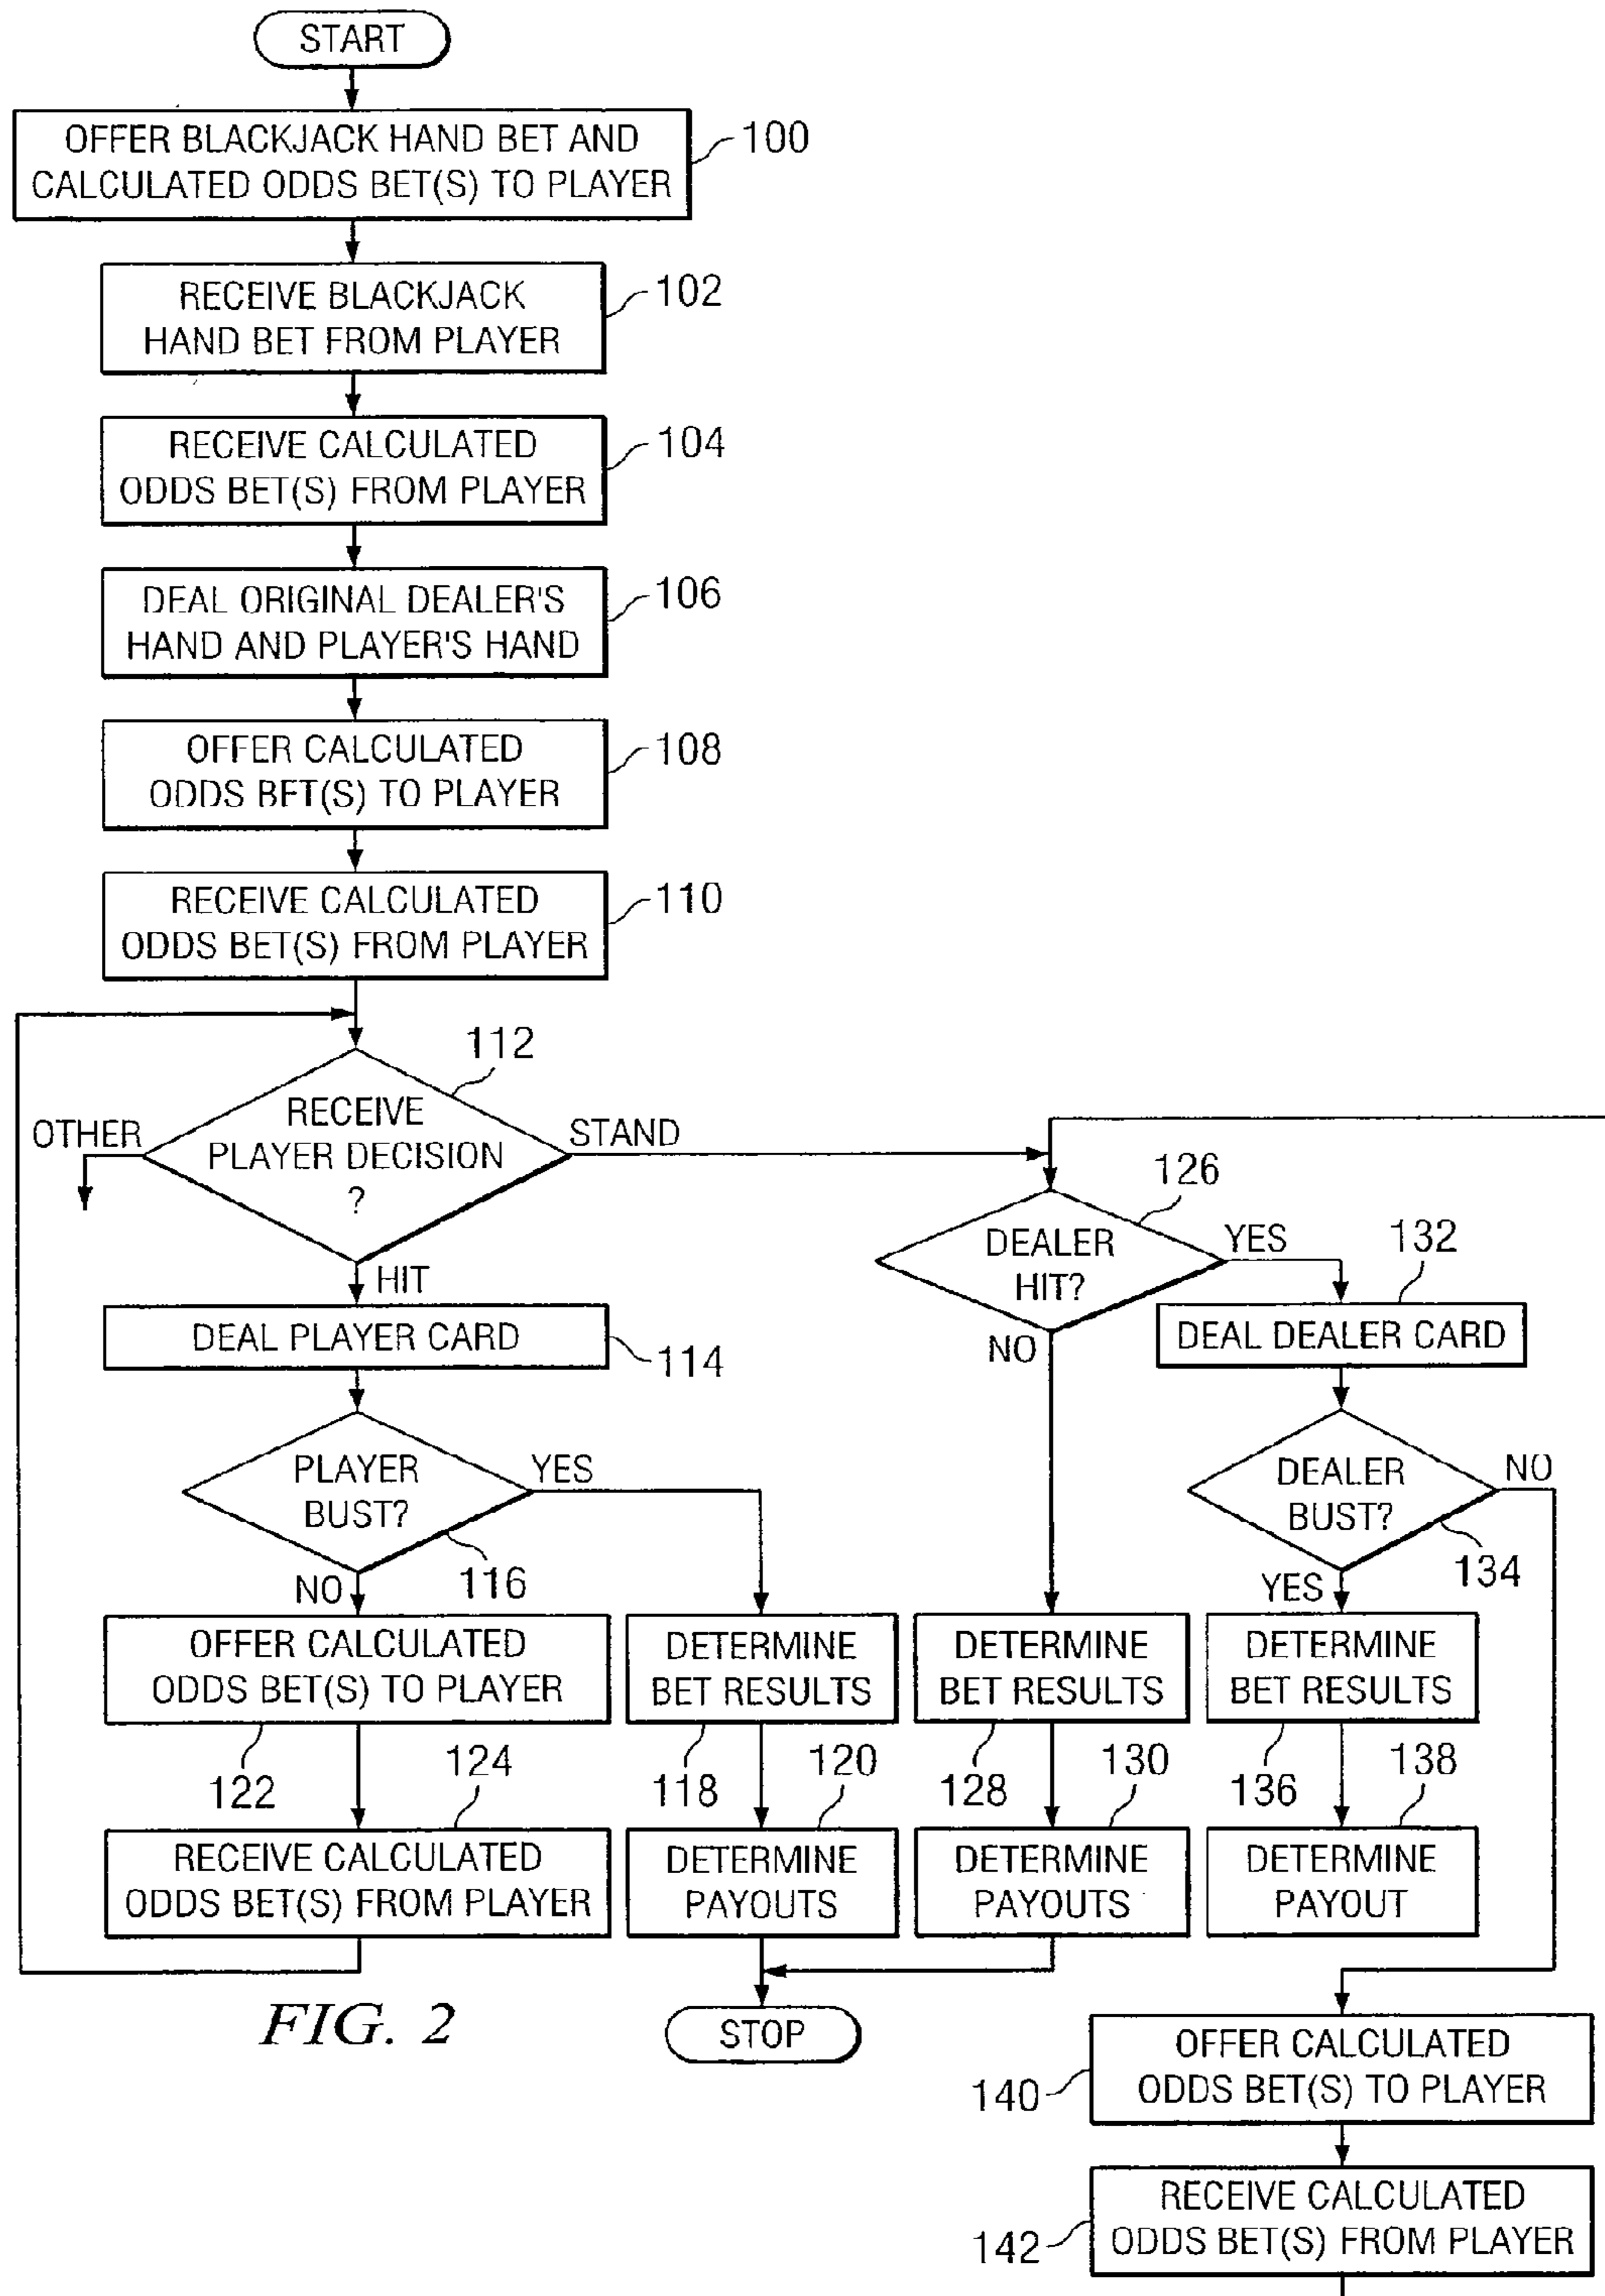 START
OFFER BLACKJACK HAND BET AND
CALCULATED ODDS BET(S) TO PLAYER
100
RECEIVE BLACKJACK
HAND BET FROM PLAYER
102
RECEIVE CALCULATED
ODDS BET(S) FROM PLAYER
104
DEAL ORIGINAL DEALER'S
HAND AND PLAYER'S HAND
106
OFFER CALCULATED
ODDS BET(S) TO PLAYER
108
RECEIVE CALCULATED
ODDS BET(S) FROM PLAYER
110
112
RECEIVE
PLAYER DECISION
?
OTHER
STAND
HIT
DEAL PLAYER CARD
114
PLAYER
BUST?
YES
116
NO
OFFER CALCULATED
ODDS BET(S) TO PLAYER
122
124
RECEIVE CALCULATED
ODDS BET(S) FROM PLAYER
DETERMINE
BET RESULTS
118
120
DETERMINE
PAYOUTS
126
DEALER
HIT?
YES
NO
DETERMINE
BET RESULTS
128
130
DETERMINE
PAYOUTS
132
DEAL DEALER CARD
DEALER
BUST?
NO
134
YES
DETERMINE
BET RESULTS
136
138
DETERMINE
PAYOUT
STOP
OFFER CALCULATED
ODDS BET(S) TO PLAYER
140
RECEIVE CALCULATED
ODDS BET(S) FROM PLAYER
142
FIG. 2